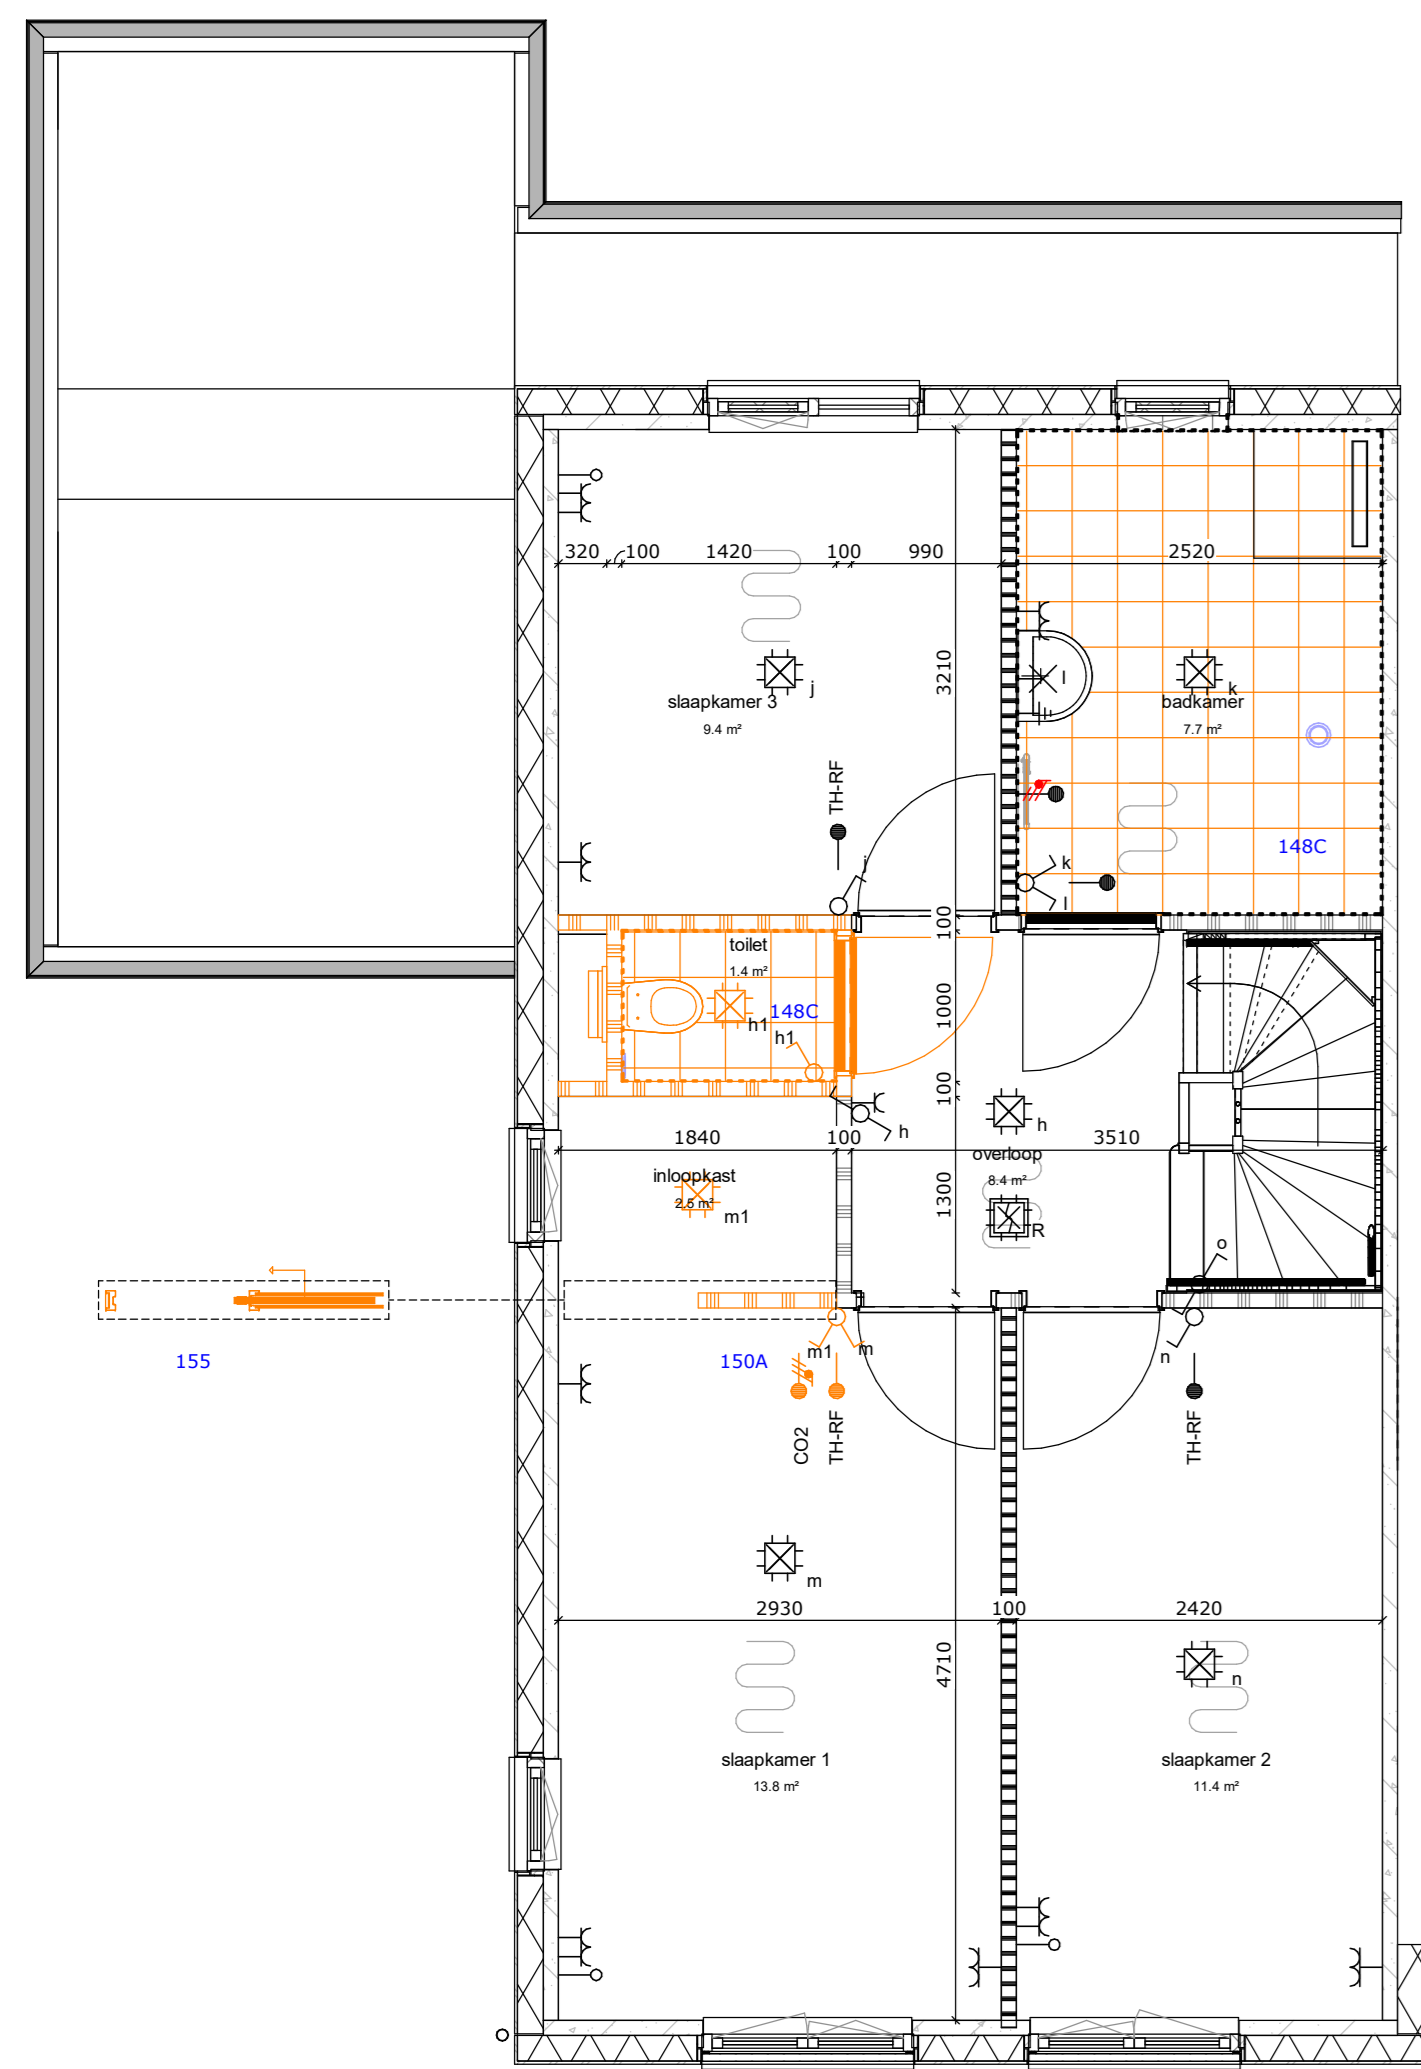 320 100 1420 100 990 2520
3210
j
slaapkamer 3
9.4 m²
l
k
badkamer
7.7 m²
TH-RF
j
k
l
148C
100
toilet
1.4 m²
148C
h1
h1
1000
100
h
h
1840 100 3510
overloop
8.4 m²
inloopkast
2.5 m²
m1
1300
R
o
m1
m
n
155
150A
CO2
TH-RF
TH-RF
m
2930 100 2420
4710
n
slaapkamer 1
13.8 m²
slaapkamer 2
11.4 m²